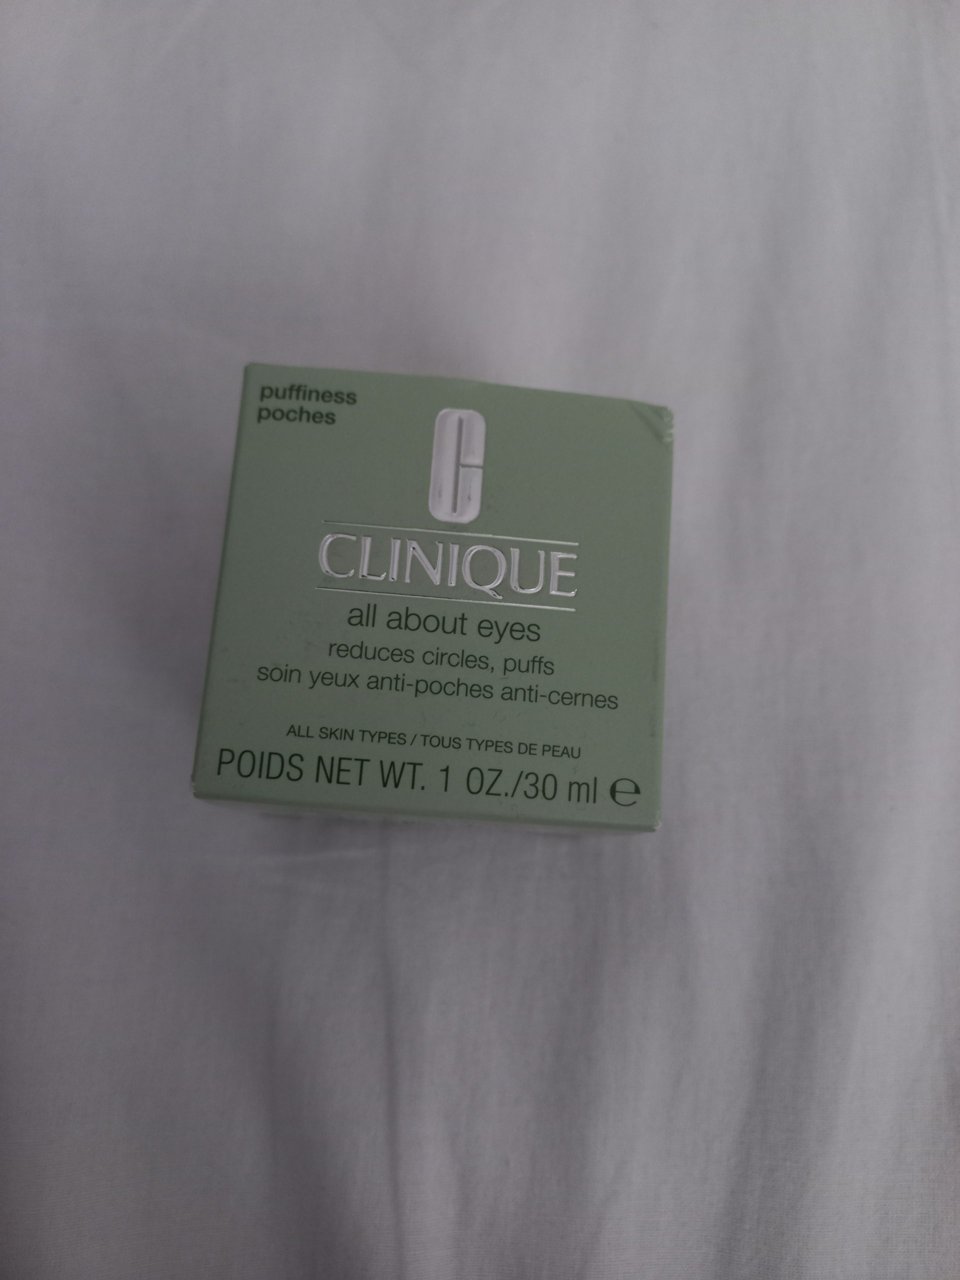 puffiness
poches
CLINIQUE
all about eyes
reduces circles, puffs
soin yeux anti-poches anti-cernes
ALL SKIN TYPES / TOUS TYPES DE PEAU
POIDS NET WT. 1 OZ./30 ml ℮